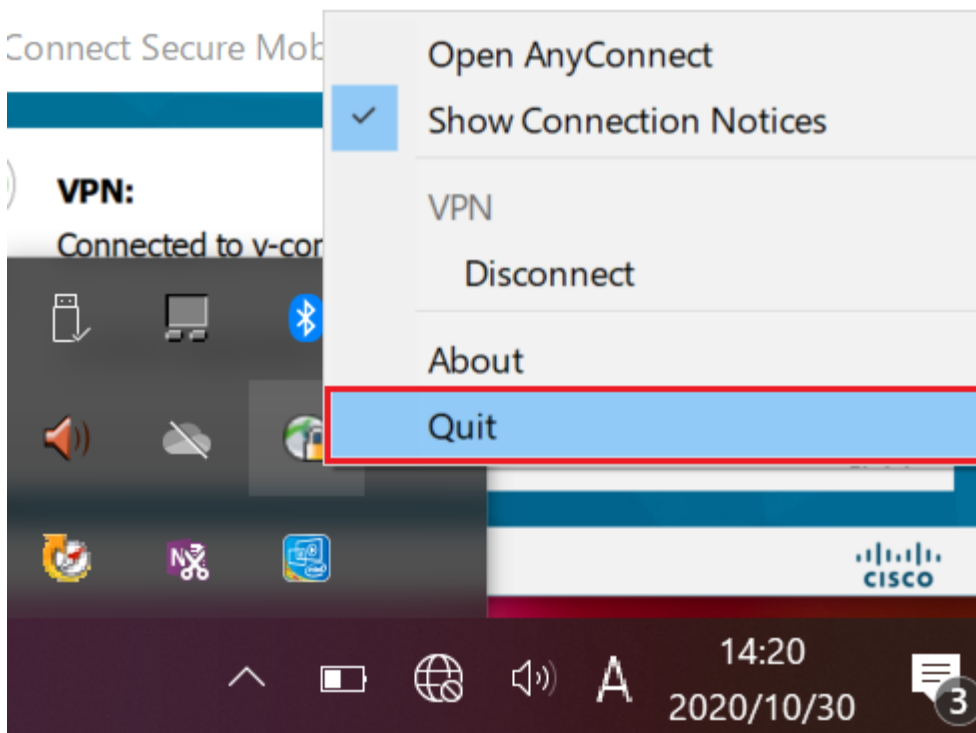 Connect Secure Mob
Open AnyConnect
Show Connection Notices
VPN:
Connected to v-cor
VPN
Disconnect
About
Quit
N
CISCO
A
14:20
2020/10/30
3